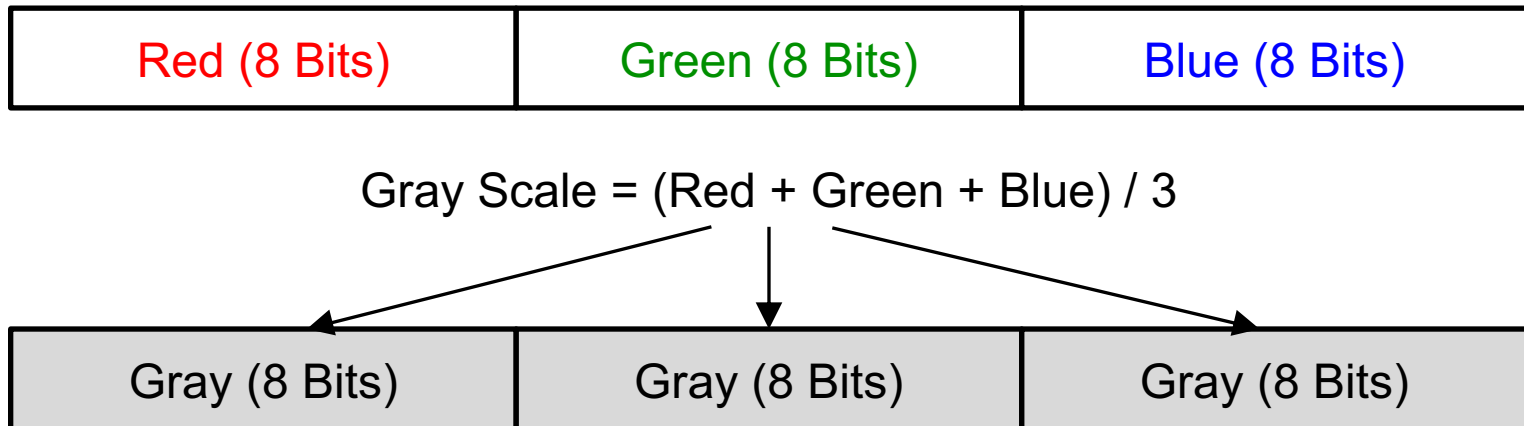 Red (8 Bits) Green (8 Bits) Blue (8 Bits)
Gray Scale = (Red + Green + Blue) / 3
Gray (8 Bits) Gray (8 Bits) Gray (8 Bits)